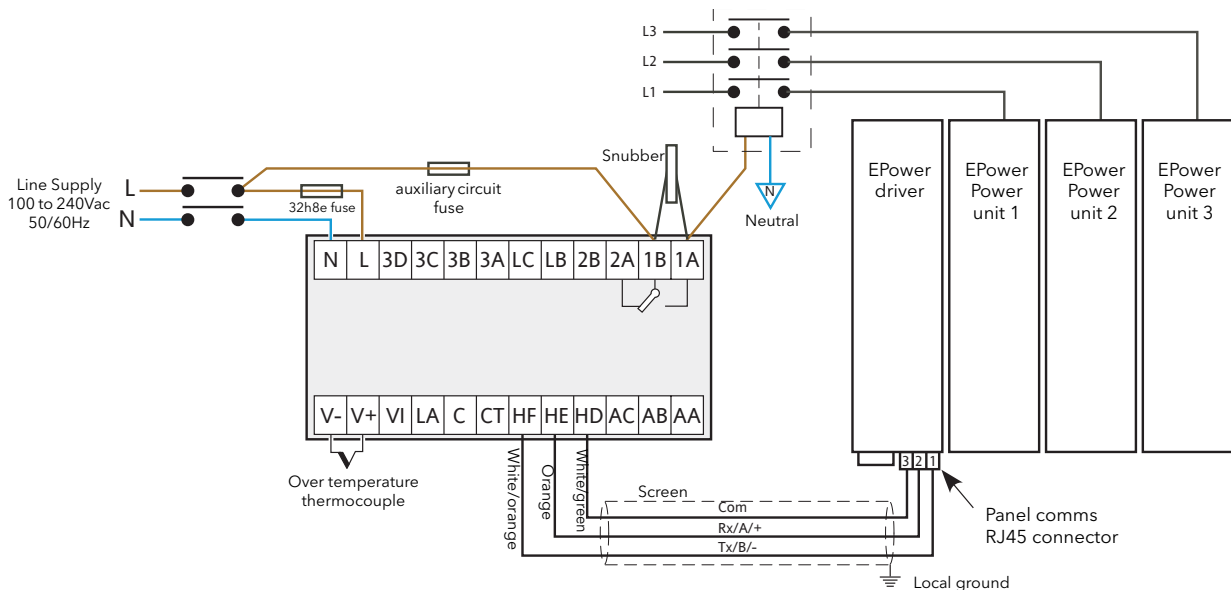 L3
L2
L1
Snubber
N
Neutral
Line Supply
100 to 240Vac
50/60Hz
L
N
auxiliary circuit
fuse
32h8e fuse
EPower
driver
EPower
Power
unit 1
EPower
Power
unit 2
EPower
Power
unit 3
N L 3D 3C 3B 3A LC LB 2B 2A 1B 1A
V- V+ VI LA C CT HF HE HD AC AB AA
Over temperature
thermocouple
White/orange
Orange
White/green
3 2 1
Screen
Com
Rx/A/+
Tx/B/-
Panel comms
RJ45 connector
Local ground